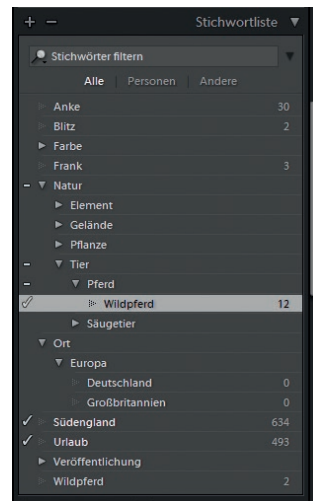 + − Stichwortliste ▼
Stichwörter filtern
Alle | Personen | Andere
Anke 30
Blitz 2
Farbe
Frank 3
Natur
Element
Gelände
Pflanze
Tier
Pferd
Wildpferd 12
Säugetier
Ort
Europa
Deutschland 0
Großbritannien 0
Südengland 634
Urlaub 493
Veröffentlichung
Wildpferd 2